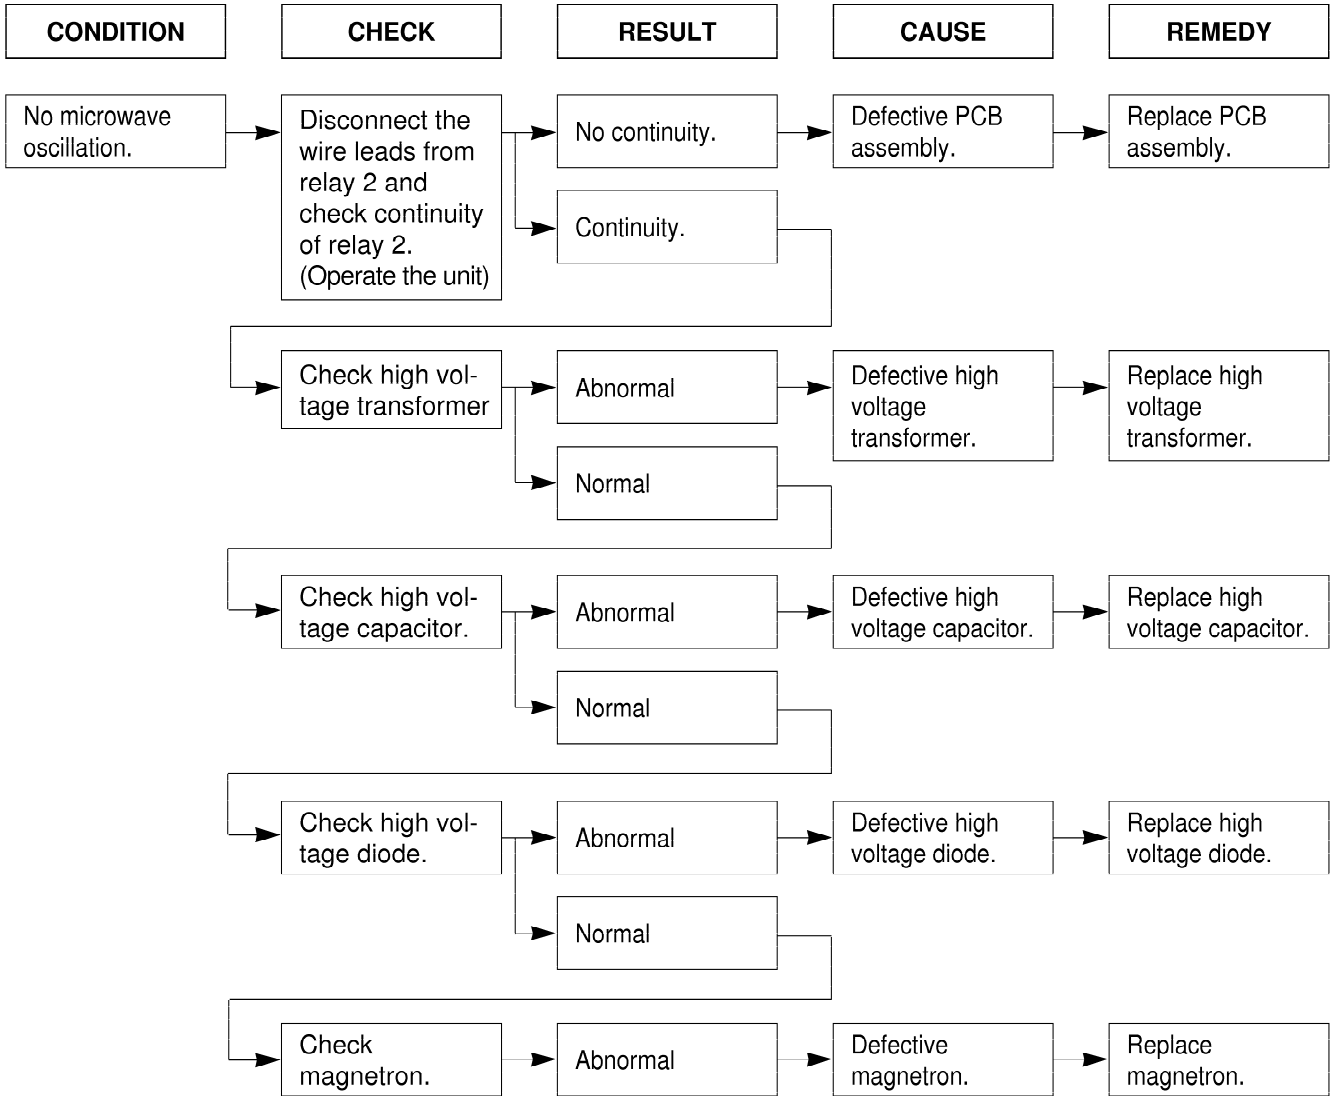 CONDITION
CHECK
RESULT
CAUSE
REMEDY
No microwave
oscillation.
Disconnect the
wire leads from
relay 2 and
check continuity
of relay 2.
(Operate the unit)
No continuity.
Defective PCB
assembly.
Replace PCB
assembly.
Continuity.
Check high vol-
tage transformer
Abnormal
Defective high
voltage
transformer.
Replace high
voltage
transformer.
Normal
Check high vol-
tage capacitor.
Abnormal
Defective high
voltage capacitor.
Replace high
voltage capacitor.
Normal
Check high vol-
tage diode.
Abnormal
Defective high
voltage diode.
Replace high
voltage diode.
Normal
Check
magnetron.
Abnormal
Defective
magnetron.
Replace
magnetron.